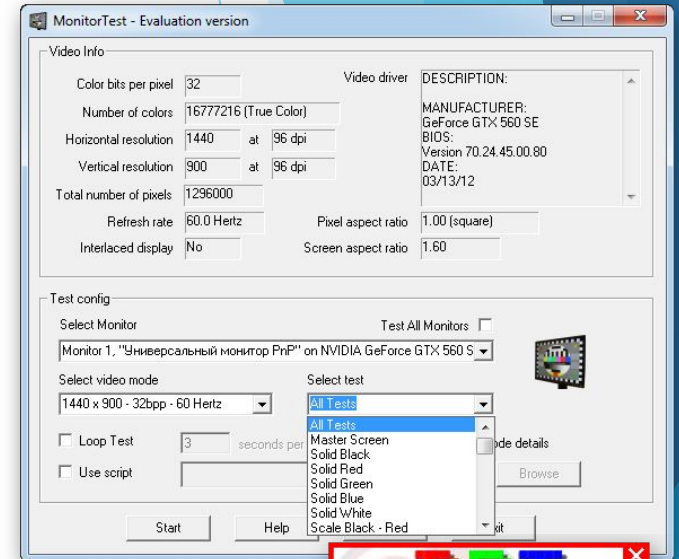 MonitorTest - Evaluation version
Video Info
Color bits per pixel 32
Video driver DESCRIPTION:
Number of colors 16777216 (True Color)
MANUFACTURER:
GeForce GTX 560 SE
Horizontal resolution 1440 at 96 dpi
BIOS:
Version 70.24.45.00.80
Vertical resolution 900 at 96 dpi
DATE:
03/13/12
Total number of pixels 1296000
Refresh rate 60.0 Hertz
Pixel aspect ratio 1.00 (square)
Interlaced display No
Screen aspect ratio 1.60
Test config
Select Monitor
Test All Monitors
Monitor 1, "Универсальный монитор PnP" on NVIDIA GeForce GTX 560 S
Select video mode
Select test
1440 x 900 - 32bpp - 60 Hertz
All Tests
All Tests
Master Screen
Solid Black
Solid Red
Solid Green
Solid Blue
Solid White
Scale Black - Red
Loop Test 3 seconds per
details
Use script
Browse
Start
Help